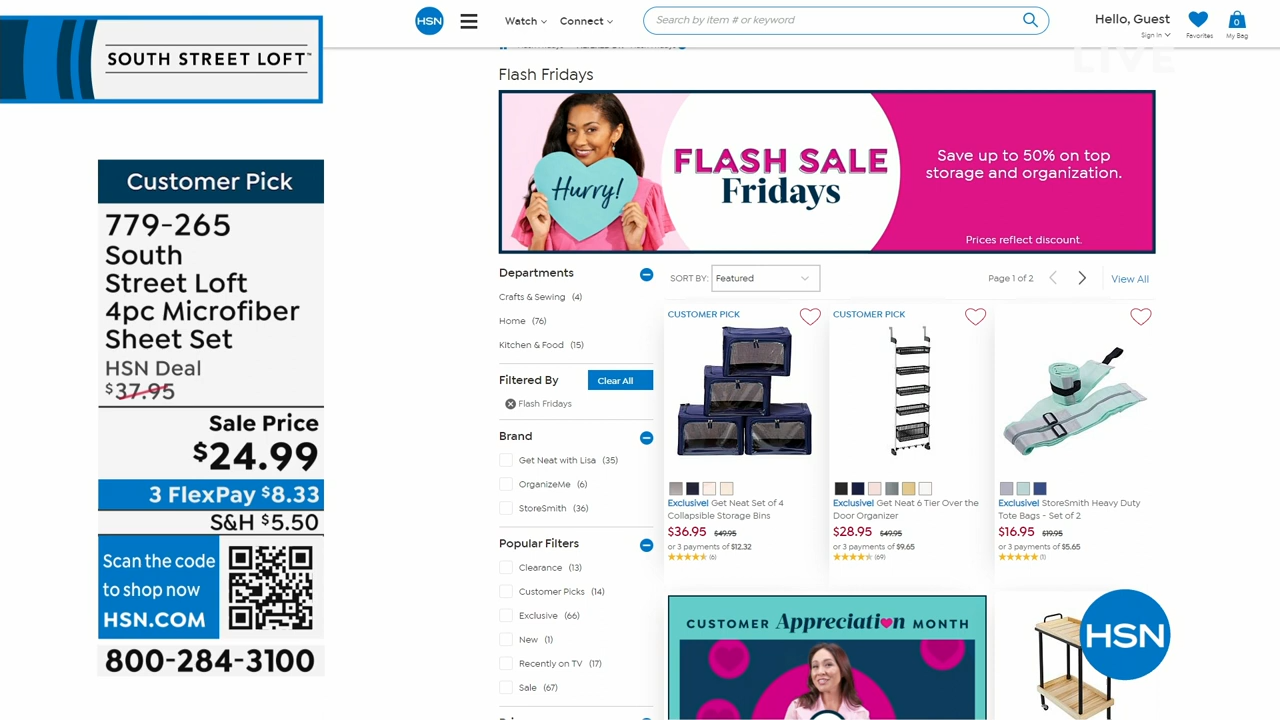 HSN
Watch
Connect
Search by item # or keyword
Hello, Guest
Sign in
Favorites
0
My Bag
LIVE
SOUTH STREET LOFT™
Customer Pick
779-265
South
Street Loft
4pc Microfiber
Sheet Set
HSN Deal
$37.95
Sale Price
$24.99
3 FlexPay $8.33
S&H $5.50
Scan the code
to shop now
HSN.COM
800-284-3100
Flash Fridays
Hurry!
FLASH SALE
Fridays
Save up to 50% on top
storage and organization.
Prices reflect discount.
Departments
Crafts & Sewing (4)
Home (76)
Kitchen & Food (15)
Filtered By
Clear All
Flash Fridays
Brand
Get Neat with Lisa (35)
OrganizeMe (6)
StoreSmith (36)
Popular Filters
Clearance (13)
Customer Picks (14)
Exclusive (66)
New (1)
Recently on TV (17)
Sale (67)
SORT BY: Featured
Page 1 of 2
View All
CUSTOMER PICK
Exclusive! Get Neat Set of 4
Collapsible Storage Bins
$36.95 $49.95
or 3 payments of $12.32
(6)
CUSTOMER PICK
Exclusive! Get Neat 6 Tier Over the
Door Organizer
$28.95 $49.95
or 3 payments of $9.65
(69)
Exclusive! StoreSmith Heavy Duty
Tote Bags - Set of 2
$16.95 $19.95
or 3 payments of $5.65
(1)
CUSTOMER Appreciation MONTH
HSN